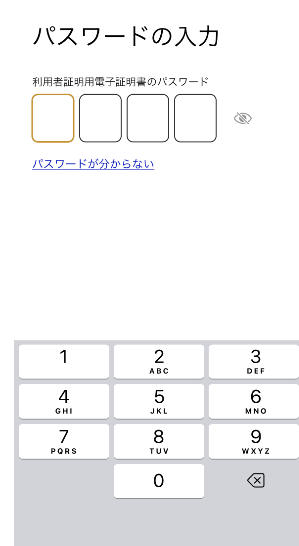 パスワードの入力
利用者証明用電子証明書のパスワード
パスワードが分からない
1 2 3
ABC DEF
4 5 6
GHI JKL MNO
7 8 9
PQRS TUV WXYZ
0